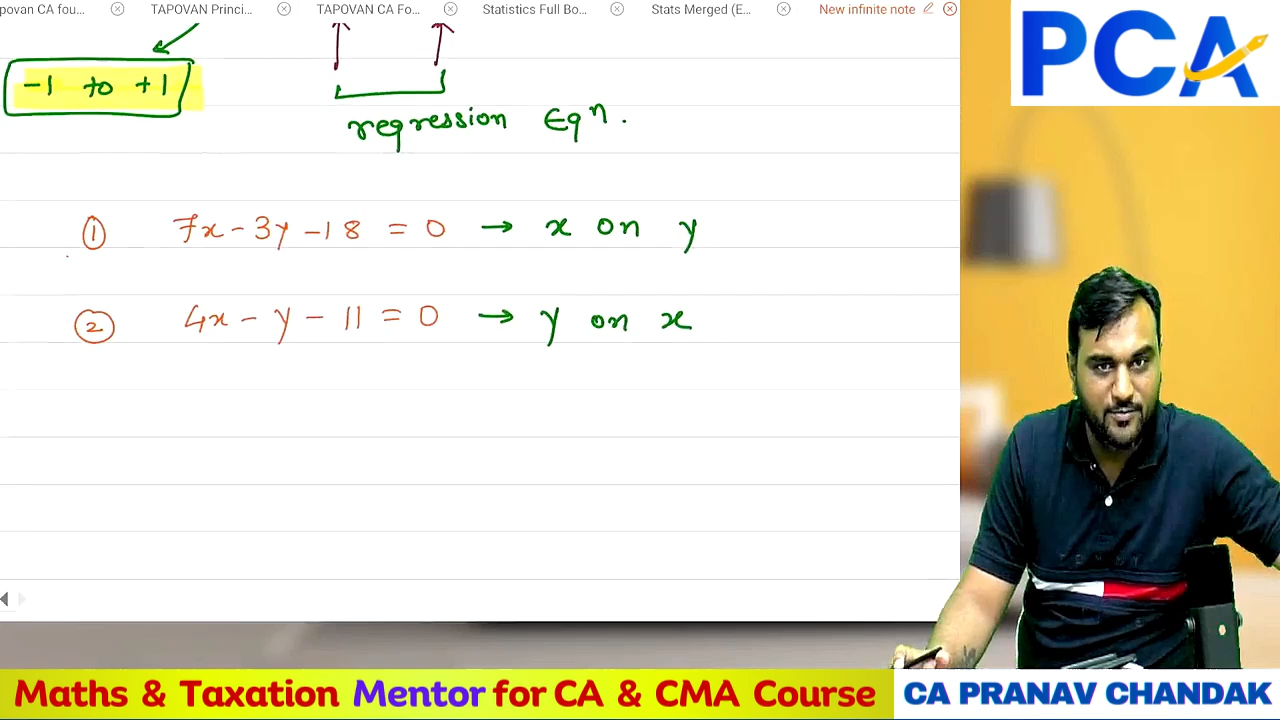 povan CA fou...
TAPOVAN Princi...
TAPOVAN CA Fo...
Statistics Full Bo...
Stats Merged (E...
New infinite note
PCA
-1 to +1
regression Eqn.
① 7x - 3y - 18 = 0 → x on y
② 4x - y - 11 = 0 → y on x
Maths & Taxation Mentor for CA & CMA Course
CA PRANAV CHANDAK